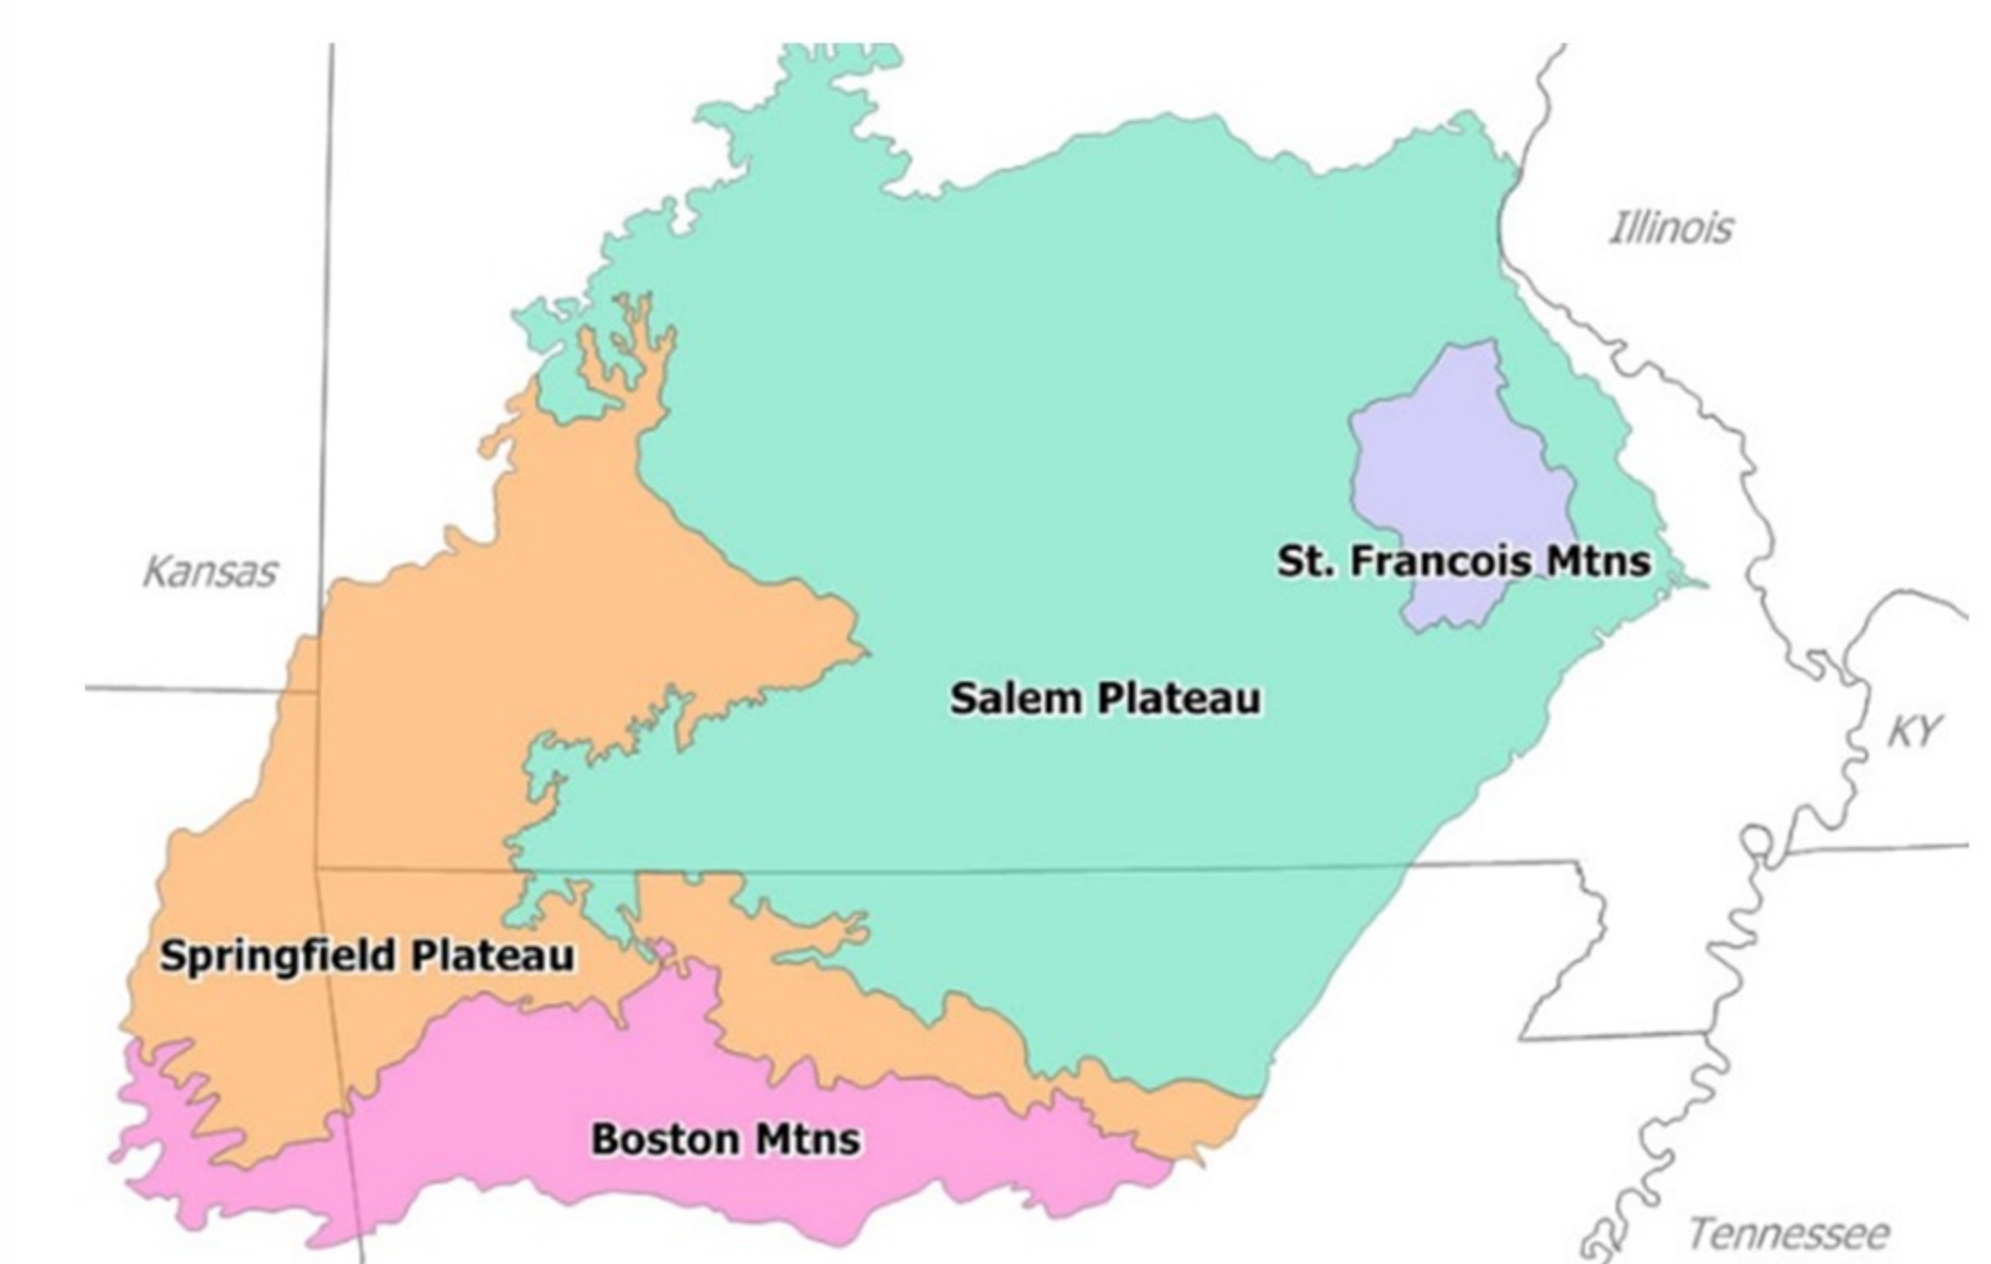 Illinois
Kansas
St. Francois Mtns
Salem Plateau
KY
Springfield Plateau
Boston Mtns
Tennessee